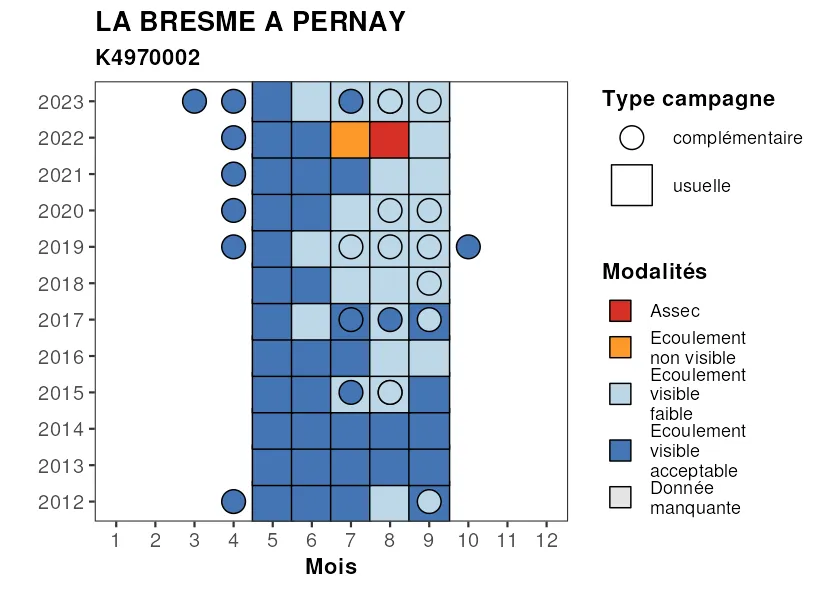 LA BRESME A PERNAY
K4970002
2023
2022
2021
2020
2019
2018
2017
2016
2015
2014
2013
2012
1 2 3 4 5 6 7 8 9 10 11 12
Mois
Type campagne
complémentaire
usuelle
Modalités
Assec
Ecoulement
non visible
Ecoulement
visible
faible
Ecoulement
visible
acceptable
Donnée
manquante